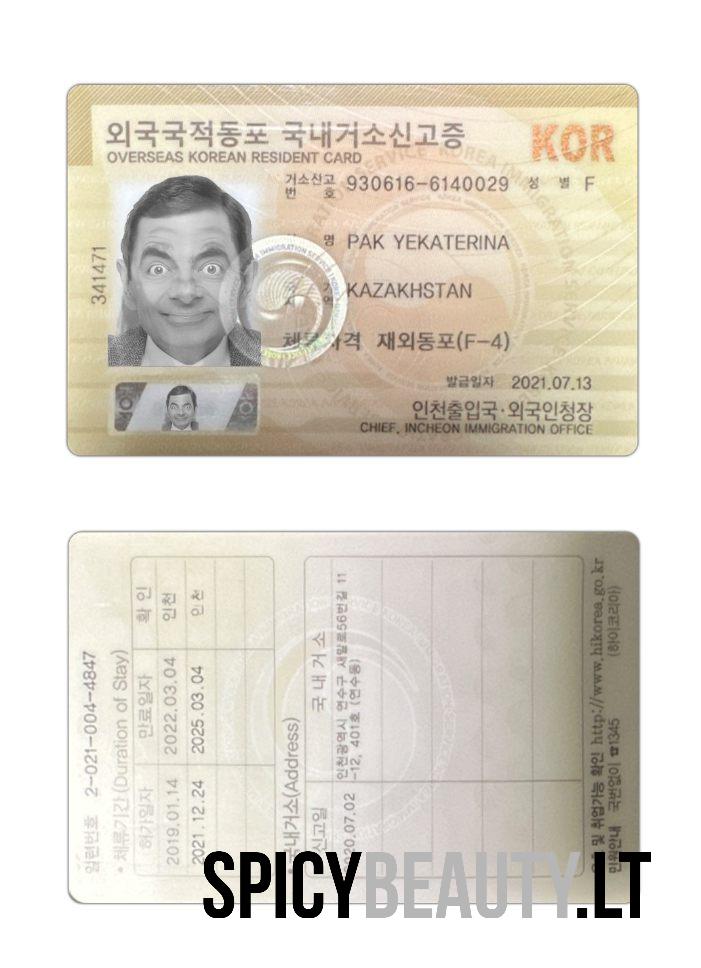 외국국적동포 국내거소신고증
OVERSEAS KOREAN RESIDENT CARD
KOR
거소신고
번 호 930616-6140029 성 별 F
명 PAK YEKATERINA
341471
KAZAKHSTAN
재외동포(F-4)
발급일자 2021.07.13
인천출입국·외국인청장
CHIEF, INCHEON IMMIGRATION OFFICE
일련번호 2-021-004-4847
• 체류기간(Duration of Stay)
허가일자 만료일자 확 인
2019.01.14 2022.03.04 인천
2021.12.24 2025.03.04 인천
국내거소(Address)
신고일 국 내 거 소
20.07.02 인천광역시 연수구 새말로56번길 11
-12, 401호 (연수동)
및 취업가능 확인 http://www.hikorea.go.kr
민원안내 국번없이 ☎1345 (하이코리아)
SPICYBEAUTY.LT